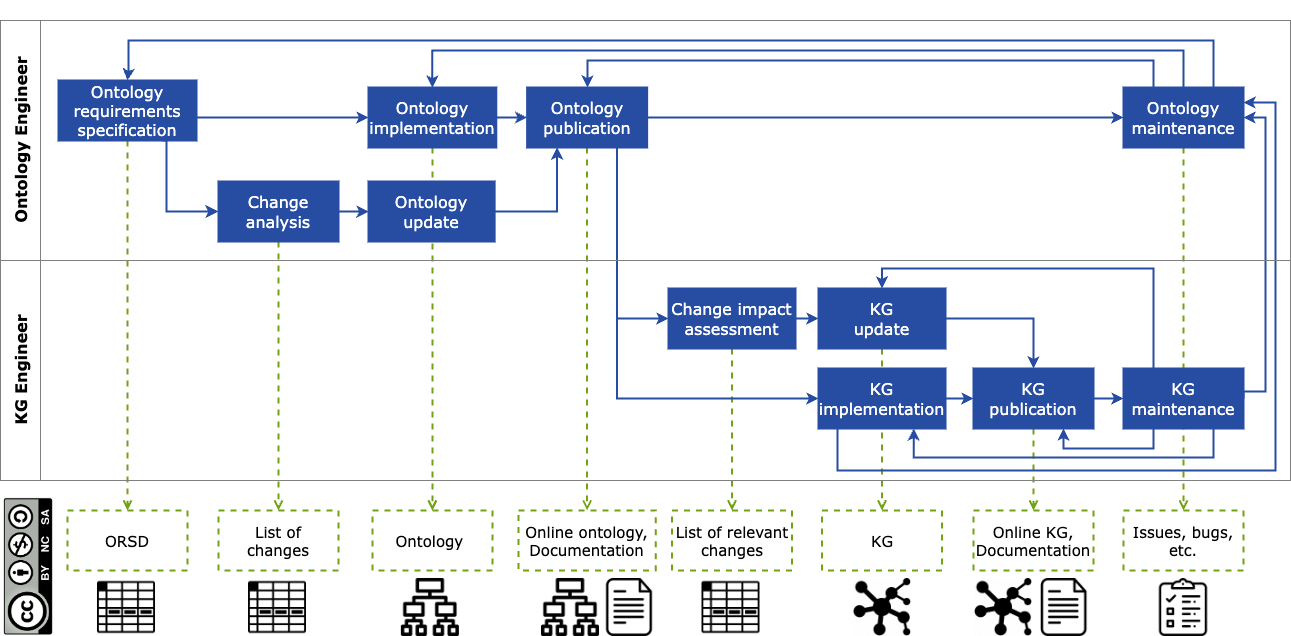 Ontology Engineer
Ontology
requirements
specification
Ontology
implementation
Ontology
publication
Ontology
maintenance
Change
analysis
Ontology
update
KG Engineer
Change impact
assessment
KG
update
KG
implementation
KG
publication
KG
maintenance
ORSD
List of
changes
Ontology
Online ontology,
Documentation
List of relevant
changes
KG
Online KG,
Documentation
Issues, bugs,
etc.
cc
BY NC SA